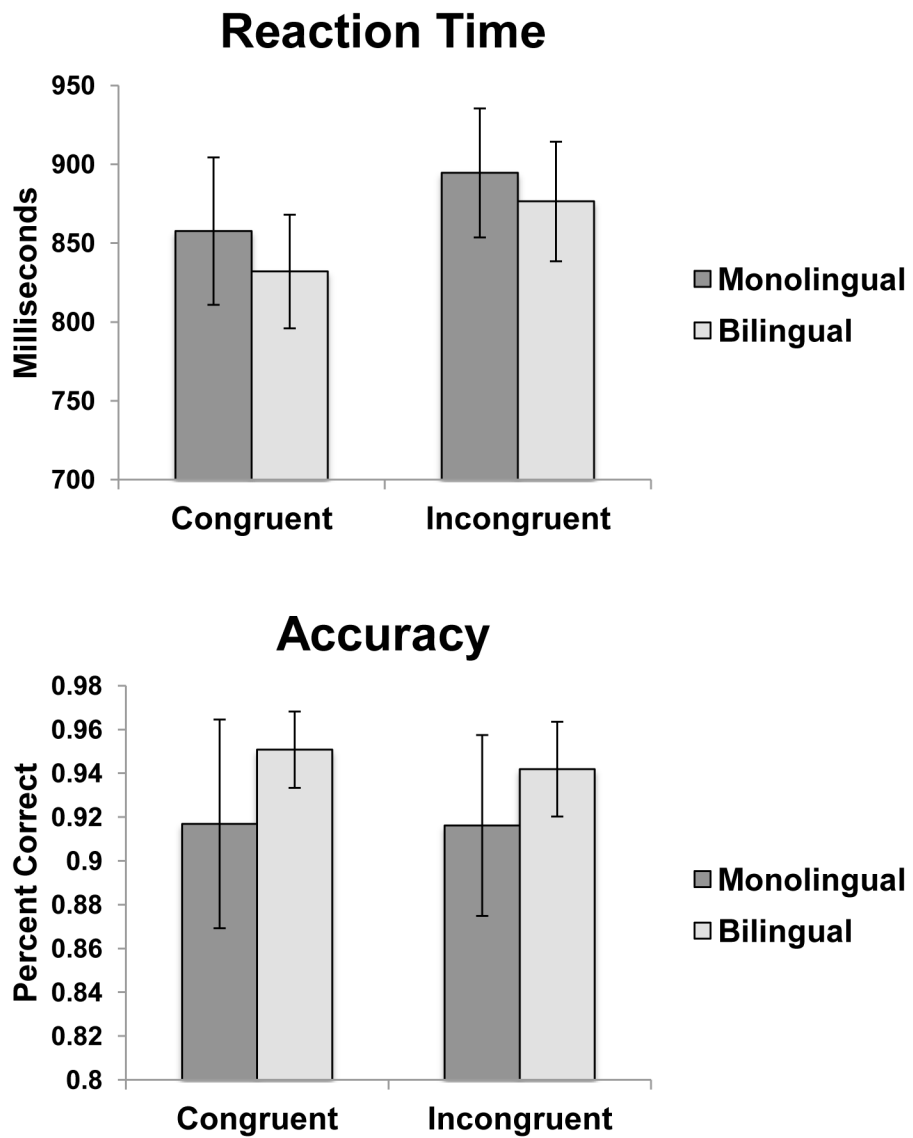 Reaction Time
950
900
850
800
750
700
Milliseconds
Congruent Incongruent
Monolingual
Bilingual
Accuracy
0.98
0.96
0.94
0.92
0.9
0.88
0.86
0.84
0.82
0.8
Percent Correct
Congruent Incongruent
Monolingual
Bilingual